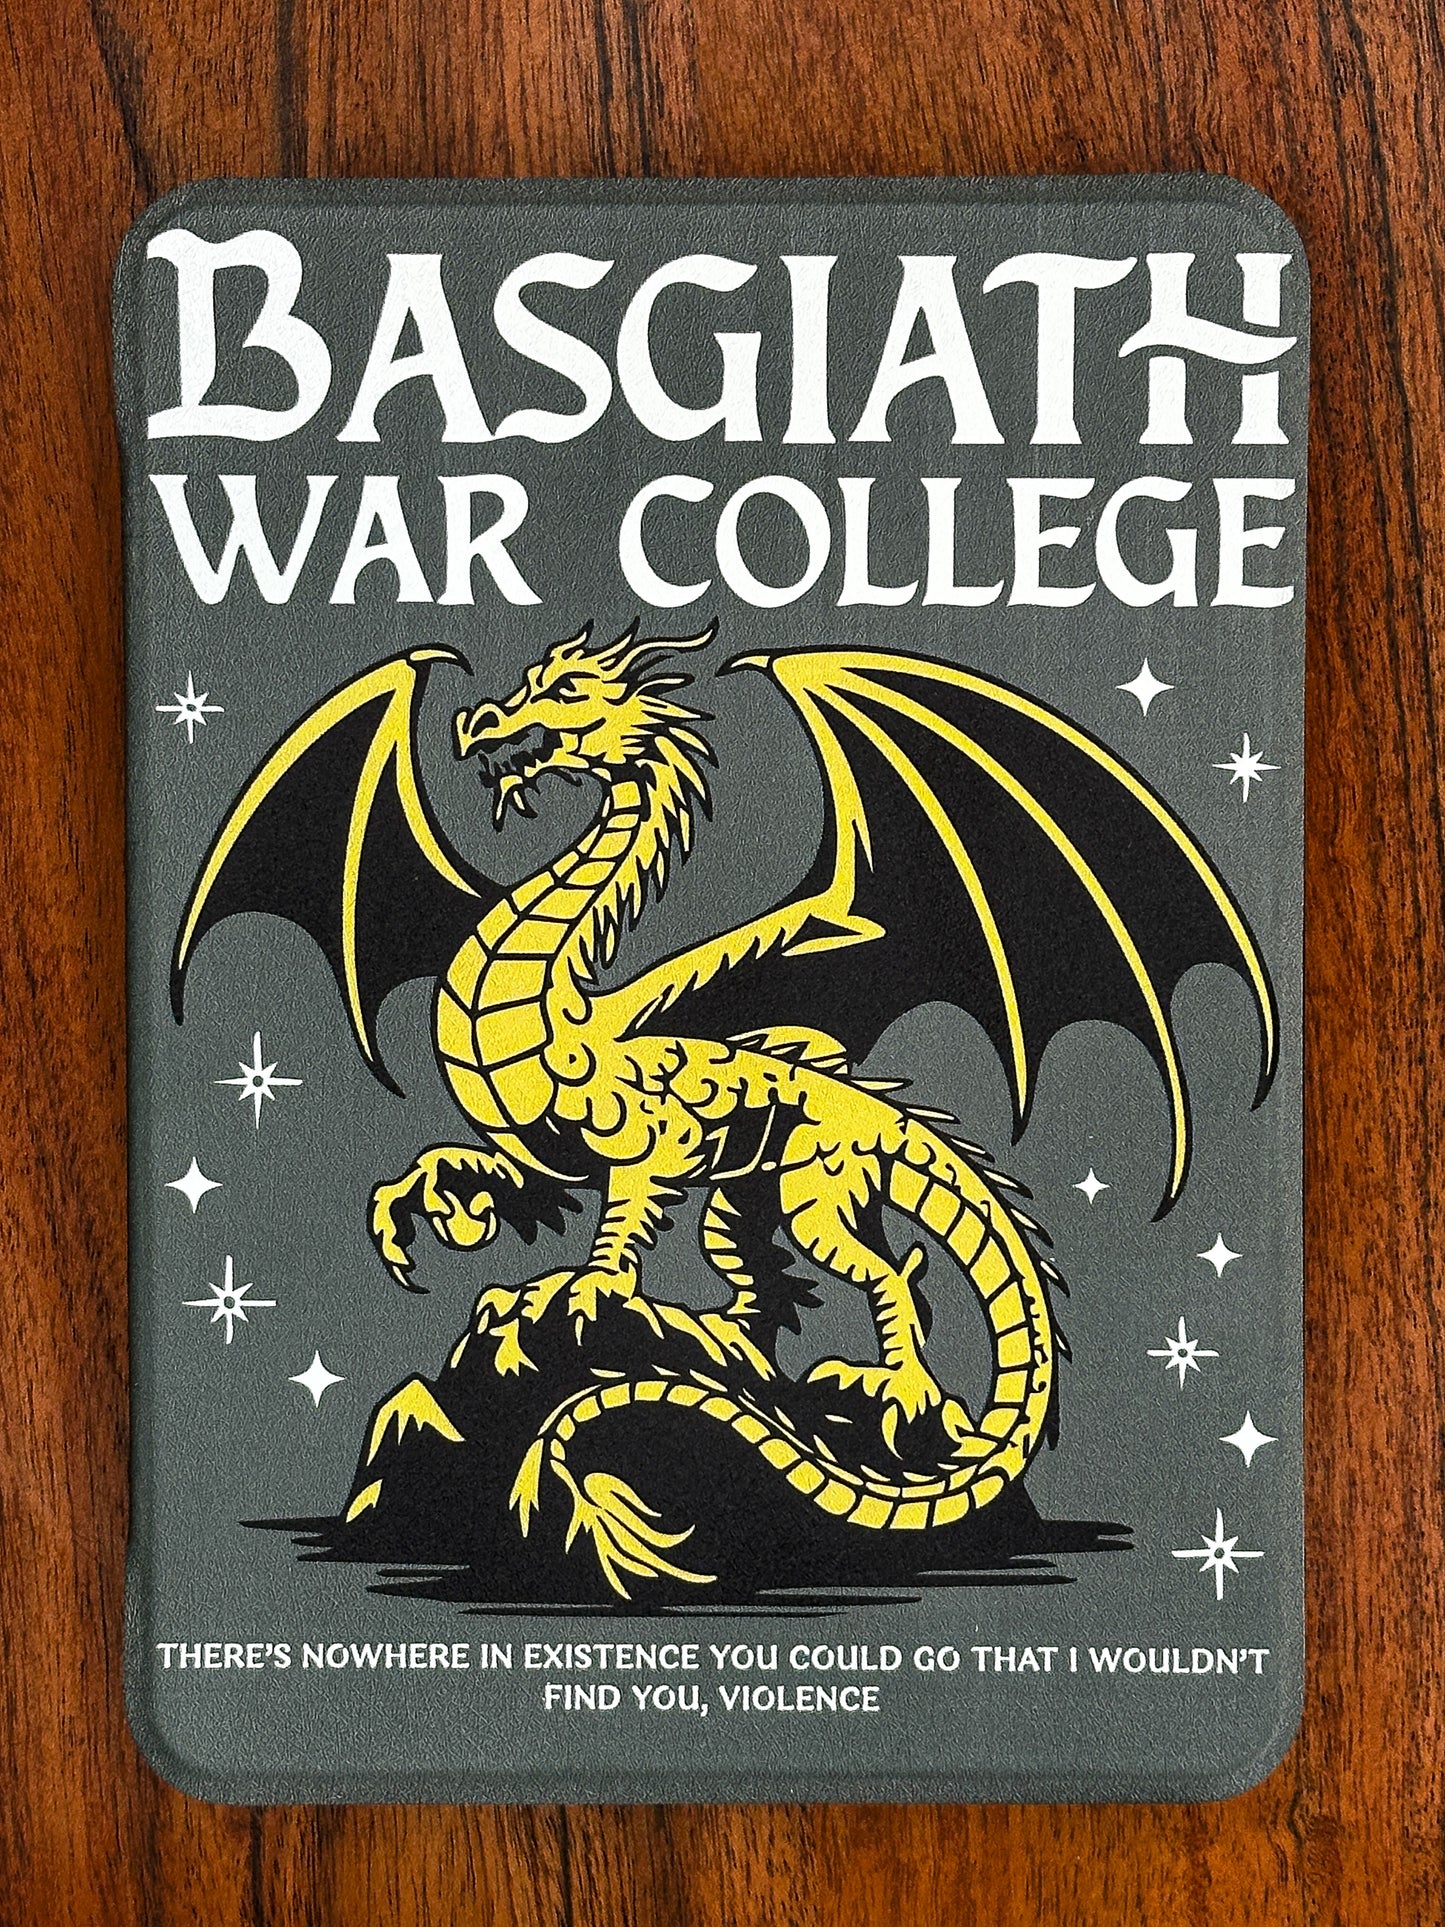 BASGIATH
WAR COLLEGE
THERE'S NOWHERE IN EXISTENCE YOU COULD GO THAT I WOULDN'T
FIND YOU, VIOLENCE